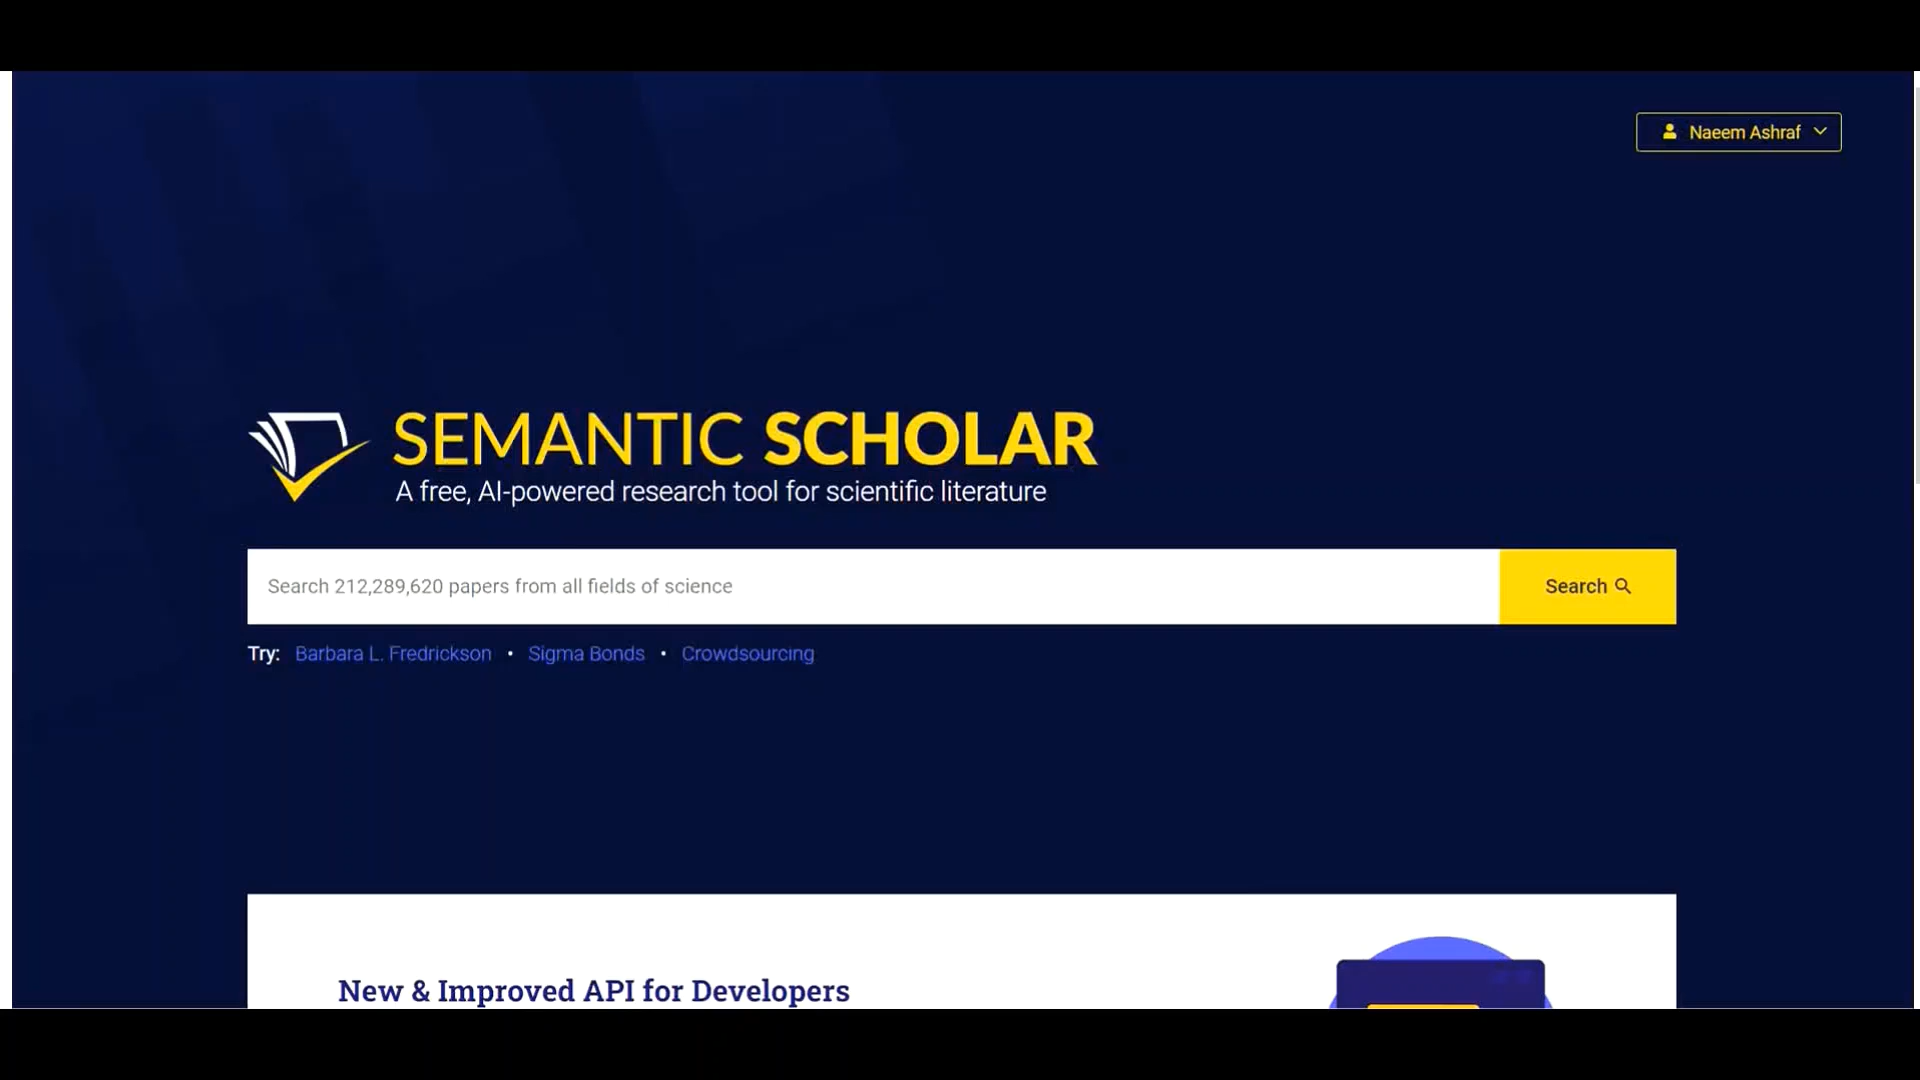 Naeem Ashraf
SEMANTIC SCHOLAR
A free, AI-powered research tool for scientific literature
Search 212,289,620 papers from all fields of science
Search
Try: Barbara L. Fredrickson • Sigma Bonds • Crowdsourcing
New & Improved API for Developers